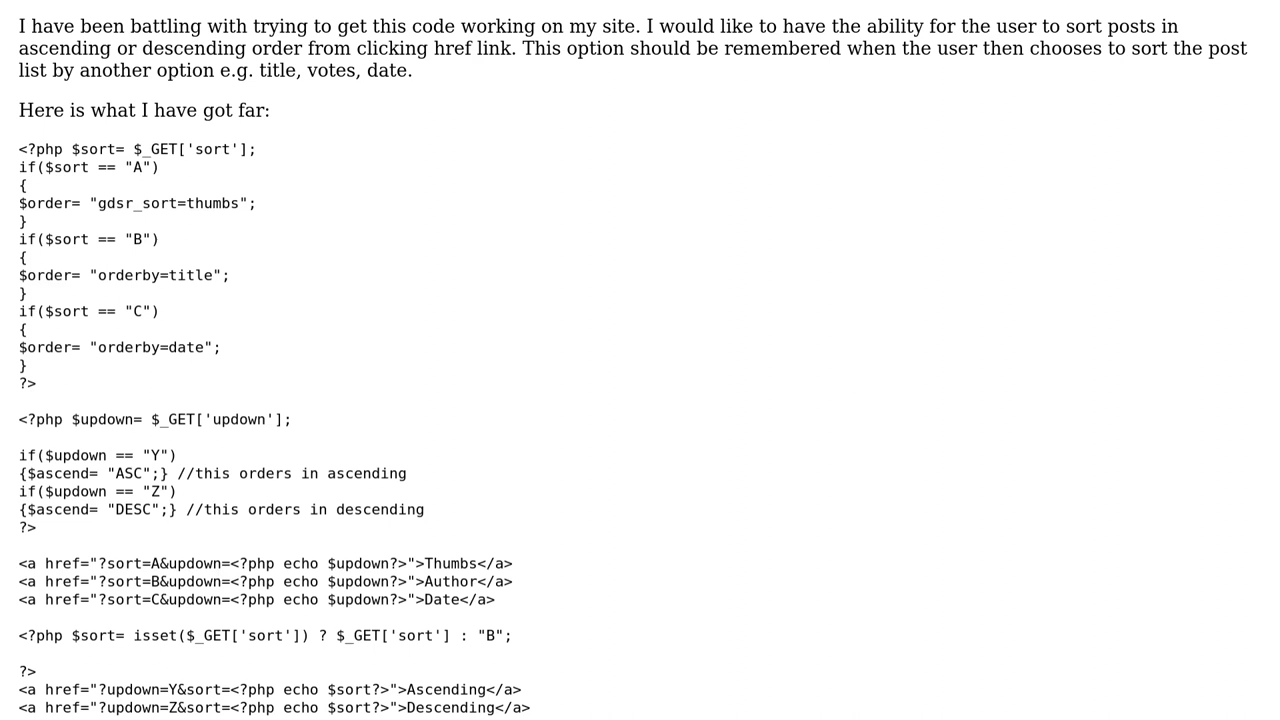 I have been battling with trying to get this code working on my site. I would like to have the ability for the user to sort posts in
ascending or descending order from clicking href link. This option should be remembered when the user then chooses to sort the post
list by another option e.g. title, votes, date.
Here is what I have got far:
<?php $sort= $_GET['sort'];
if($sort == "A")
{
$order= "gdsr_sort=thumbs";
}
if($sort == "B")
{
$order= "orderby=title";
}
if($sort == "C")
{
$order= "orderby=date";
}
?>
<?php $updown= $_GET['updown'];
if($updown == "Y")
{$ascend= "ASC";} //this orders in ascending
if($updown == "Z")
{$ascend= "DESC";} //this orders in descending
?>
<a href="?sort=A&updown=<?php echo $updown?>">Thumbs</a>
<a href="?sort=B&updown=<?php echo $updown?>">Author</a>
<a href="?sort=C&updown=<?php echo $updown?>">Date</a>
<?php $sort= isset($_GET['sort']) ? $_GET['sort'] : "B";
?>
<a href="?updown=Y&sort=<?php echo $sort?>">Ascending</a>
<a href="?updown=Z&sort=<?php echo $sort?>">Descending</a>